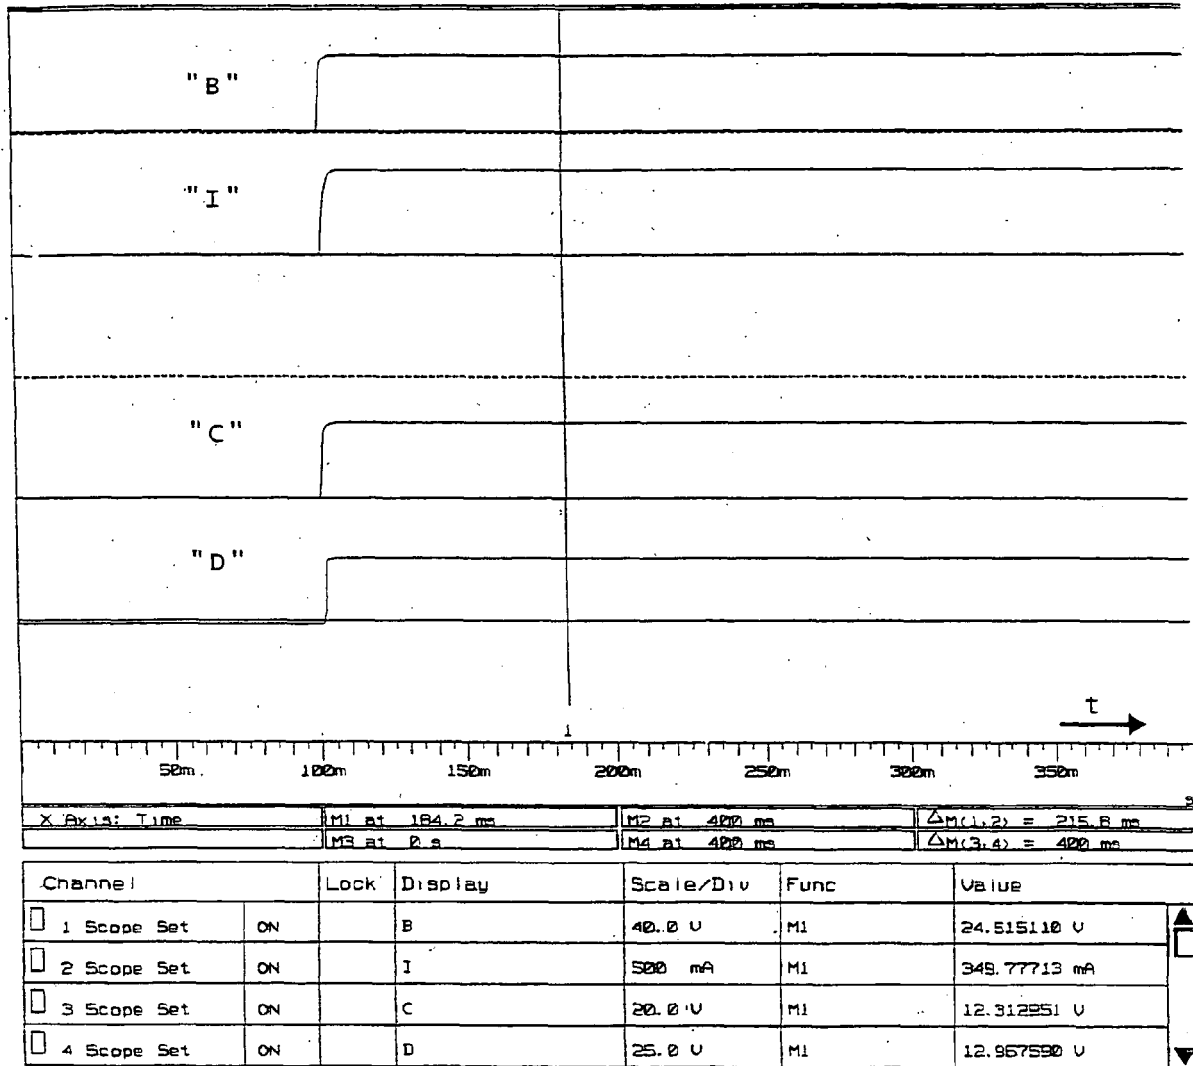 "B"
"I"
"C"
"D"
t
1
50m. 100m 150m 200m 250m 300m 350m
s
X Axis: Time M1 at 184.2 ms M2 at 400 ms △M(1,2) = 215.8 ms
M3 at 0 s M4 at 400 ms △M(3,4) = 400 ms
Channel Lock Display Scale/Div Func Value
1 Scope Set ON B 40.0 V M1 24.515110 V
2 Scope Set ON I 500 mA M1 349.77713 mA
3 Scope Set ON C 20.0 V M1 12.312951 V
4 Scope Set ON D 25.0 V M1 12.967590 V